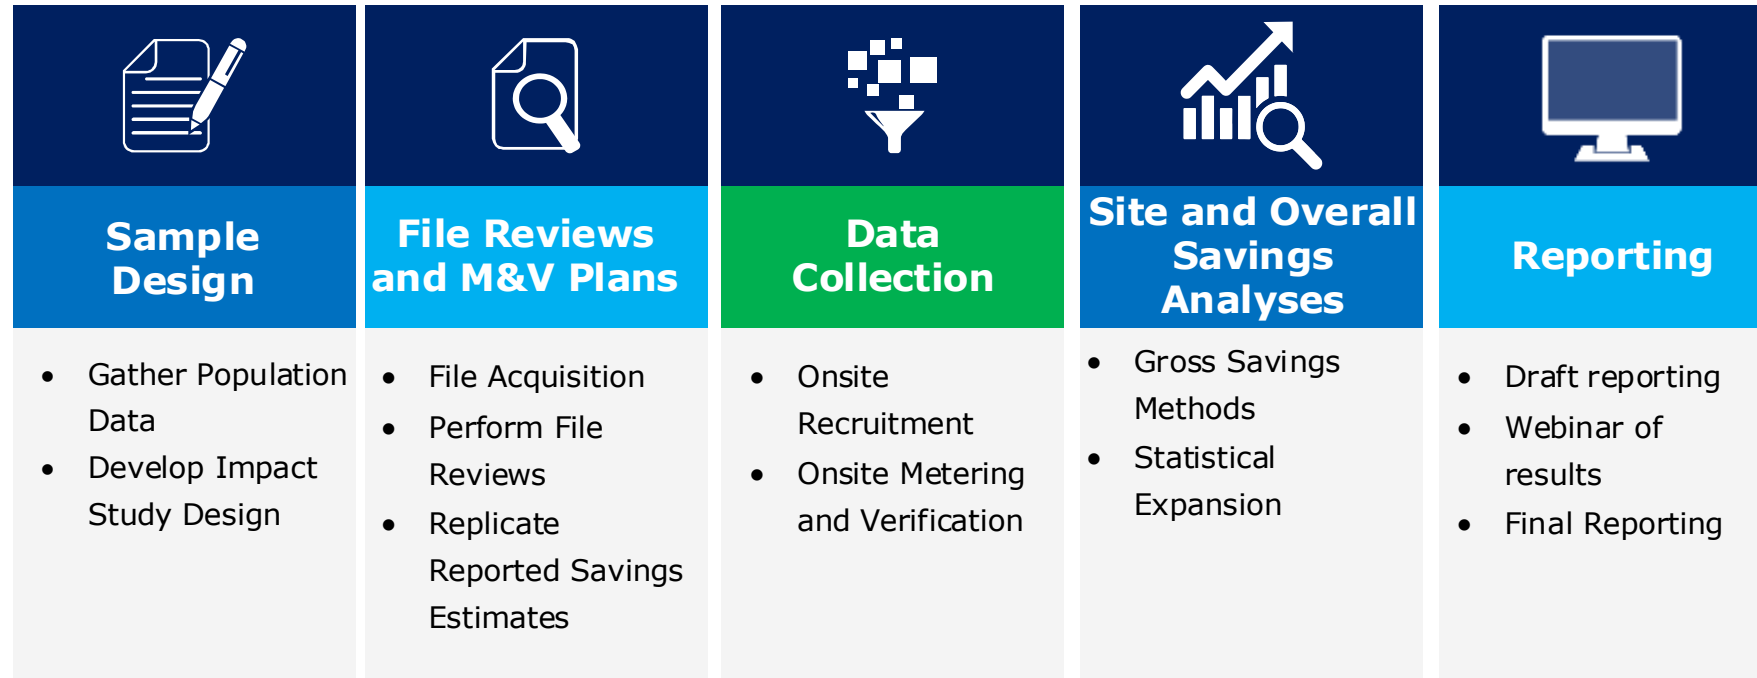 Sample
Design
• Gather Population
Data
• Develop Impact
Study Design
File Reviews
and M&V Plans
• File Acquisition
• Perform File
Reviews
• Replicate
Reported Savings
Estimates
Data
Collection
• Onsite
Recruitment
• Onsite Metering
and Verification
Site and Overall
Savings
Analyses
• Gross Savings
Methods
• Statistical
Expansion
Reporting
• Draft reporting
• Webinar of
results
• Final Reporting